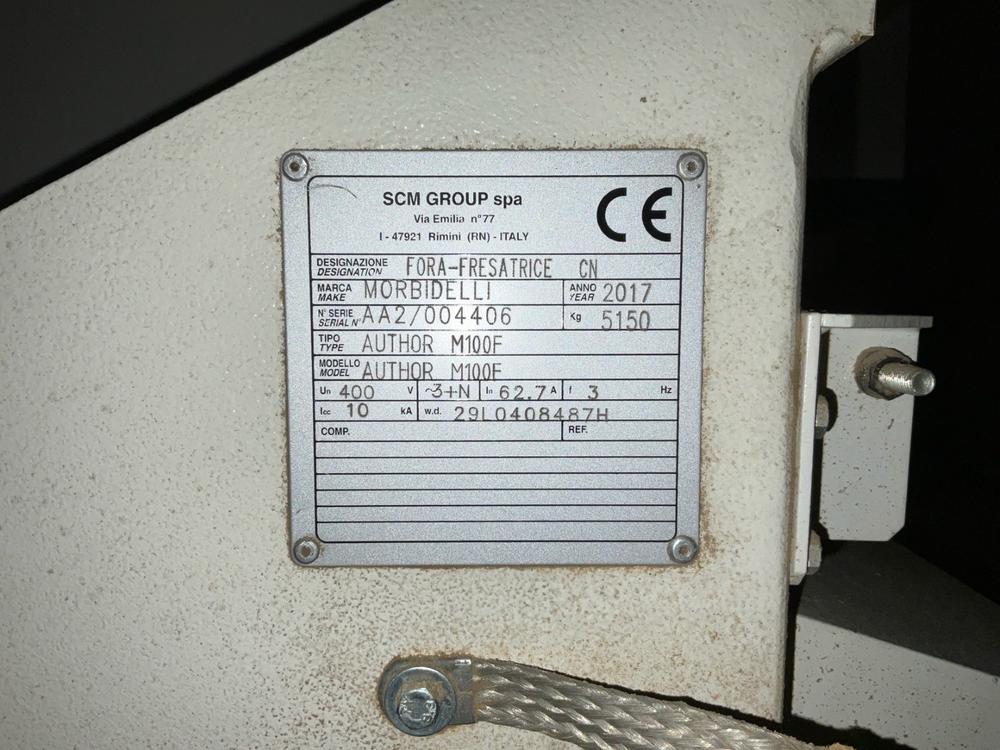 SCM GROUP spa
CE
Via Emilia n°77
I - 47921 Rimini (RN) - ITALY
DESIGNAZIONE
DESIGNATION FORA-FRESATRICE CN
MARCA
MAKE MORBIDELLI ANNO
YEAR 2017
N° SERIE
SERIAL N° AA2/004406 Kg 5150
TIPO
TYPE AUTHOR M100F
MODELLO
MODEL AUTHOR M100F
Un 400 V ~3+N In 62.7 A f 3 Hz
Icc 10 kA w.d. 29L0408487H
COMP. REF.